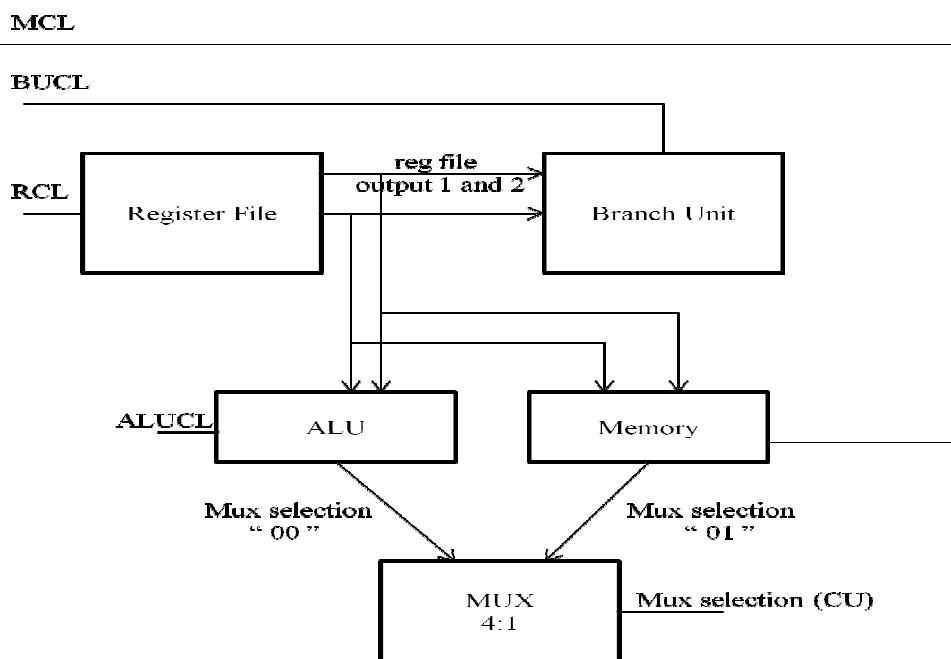 MCL
BUCL
reg file
output 1 and 2
RCL
Register File
Branch Unit
ALUCL
ALU
Memory
Mux selection
“ 00 ”
Mux selection
“ 01 ”
MUX
4:1
Mux selection (CU)